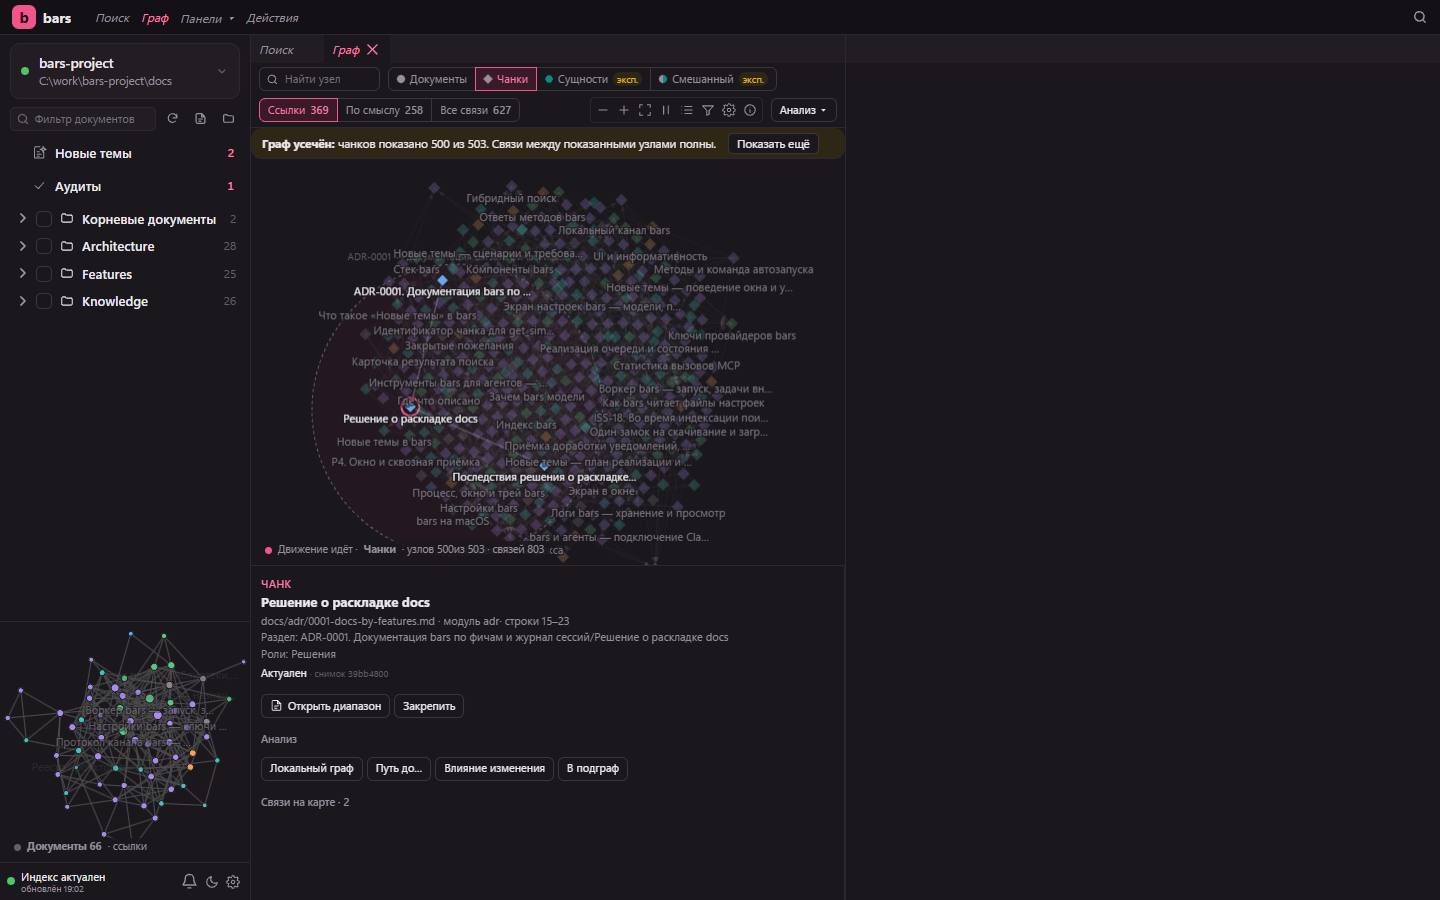 b bars Поиск Граф Панели Действия
bars-project
C:\work\bars-project\docs
Фильтр документов
Новые темы 2
Аудиты 1
Корневые документы 2
Architecture 28
Features 25
Knowledge 26
Воркер bars — запуск, з...
Настройки bars — ключи ...
Протокол канала bars —
Документы 66 · ссылки
Индекс актуален
обновлён 19:02
Поиск Граф
Найти узел Документы Чанки Сущности эксп. Смешанный эксп.
Ссылки 369 По смыслу 258 Все связи 627 Анализ
Граф усечён: чанков показано 500 из 503. Связи между показанными узлами полны. Показать ещё
Гибридный поиск
Ответы методов bars
Локальный канал bars
ADR-0001 Новые темы — сценарии и требова... UI и информативность
Стек bars Компоненты bars Методы и команда автозапуска
ADR-0001. Документация bars по ... Новые темы — поведение окна и у...
Экран настроек bars — модели, п...
Что такое «Новые темы» в bars
Идентификатор чанка для get-sim... Ключи провайдеров bars
Закрытые пожелания Реализация очереди и состояния ...
Карточка результата поиска Статистика вызовов MCP
Инструменты bars для агентов — ... Воркер bars — запуск, задачи вн...
Где что описано Зачем bars модели Как bars читает файлы настроек
Решение о раскладке docs Индекс bars ISS-18. Во время индексации пои...
Один замок на скачивание и загр...
Новые темы в bars Приёмка доработки уведомлений,
P4. Окно и сквозная приёмка Новые темы — план реализации и ...
Последствия решения о раскладке...
Процесс, окно и трей bars Экран в окне
Настройки bars Логи bars — хранение и просмотр
bars на macOS
bars и агенты — подключение Cla...
Движение идёт · Чанки · узлов 500из 503 · связей 803 кса
ЧАНК
Решение о раскладке docs
docs/adr/0001-docs-by-features.md · модуль adr· строки 15–23
Раздел: ADR-0001. Документация bars по фичам и журнал сессий/Решение о раскладке docs
Роли: Решения
Актуален · снимок 39bb4800
Открыть диапазон Закрепить
Анализ
Локальный граф Путь до... Влияние изменения В подграф
Связи на карте · 2